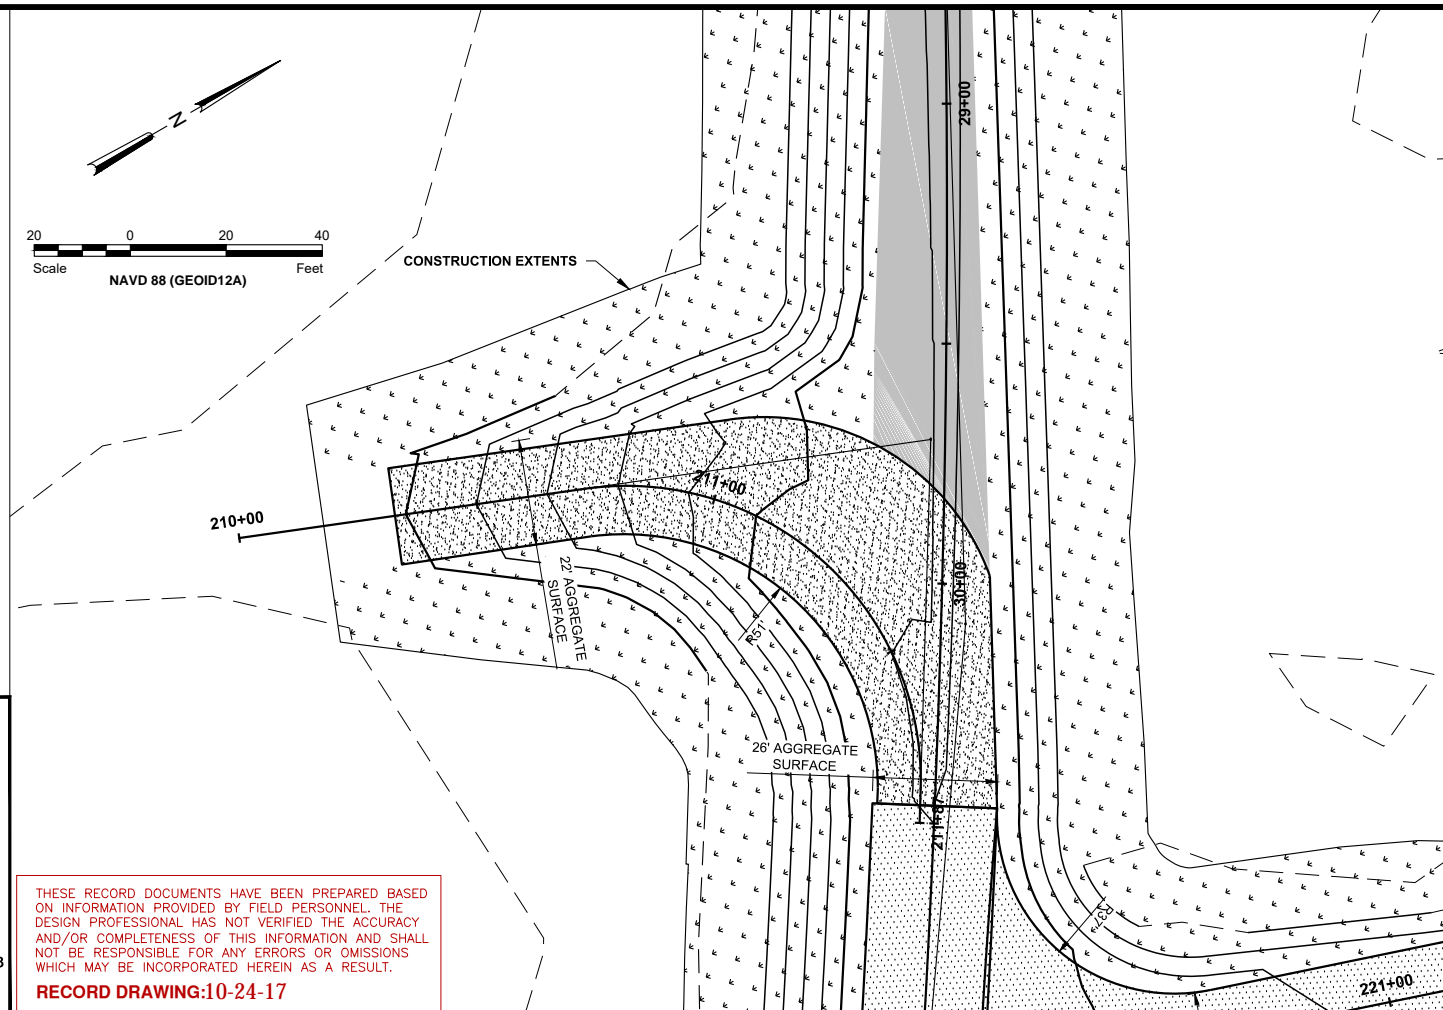 29+00
N
20 0 20 40
Scale Feet
NAVD 88 (GEOID12A)
CONSTRUCTION EXTENTS
210+00
211+00
22' AGGREGATE
SURFACE
30+00
R51'
26' AGGREGATE
SURFACE
211+87
THESE RECORD DOCUMENTS HAVE BEEN PREPARED BASED
ON INFORMATION PROVIDED BY FIELD PERSONNEL. THE
DESIGN PROFESSIONAL HAS NOT VERIFIED THE ACCURACY
AND/OR COMPLETENESS OF THIS INFORMATION AND SHALL
NOT BE RESPONSIBLE FOR ANY ERRORS OR OMISSIONS
WHICH MAY BE INCORPORATED HEREIN AS A RESULT.
RECORD DRAWING:10-24-17
221+00